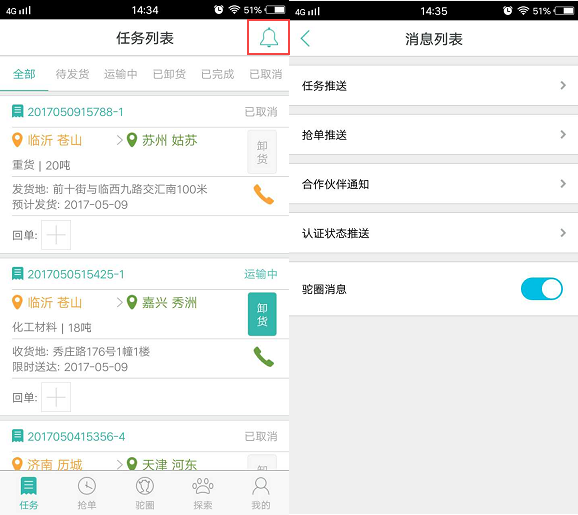 4G 14:34 51%
任务列表
全部 待发货 运输中 已卸货 已完成 已取消
2017050915788-1 已取消
临沂 苍山 苏州 姑苏
卸货
重货 | 20吨
发货地: 前十街与临西九路交汇南100米
预计发货: 2017-05-09
回单:
2017050515425-1 运输中
临沂 苍山 嘉兴 秀洲
卸货
化工材料 | 18吨
收货地: 秀庄路176号1幢1楼
限时送达: 2017-05-09
回单:
2017050415356-4 已取消
济南 历城 天津 河东
卸
任务 抢单 驼圈 探索 我的
4G 14:35 51%
消息列表
任务推送
抢单推送
合作伙伴通知
认证状态推送
驼圈消息